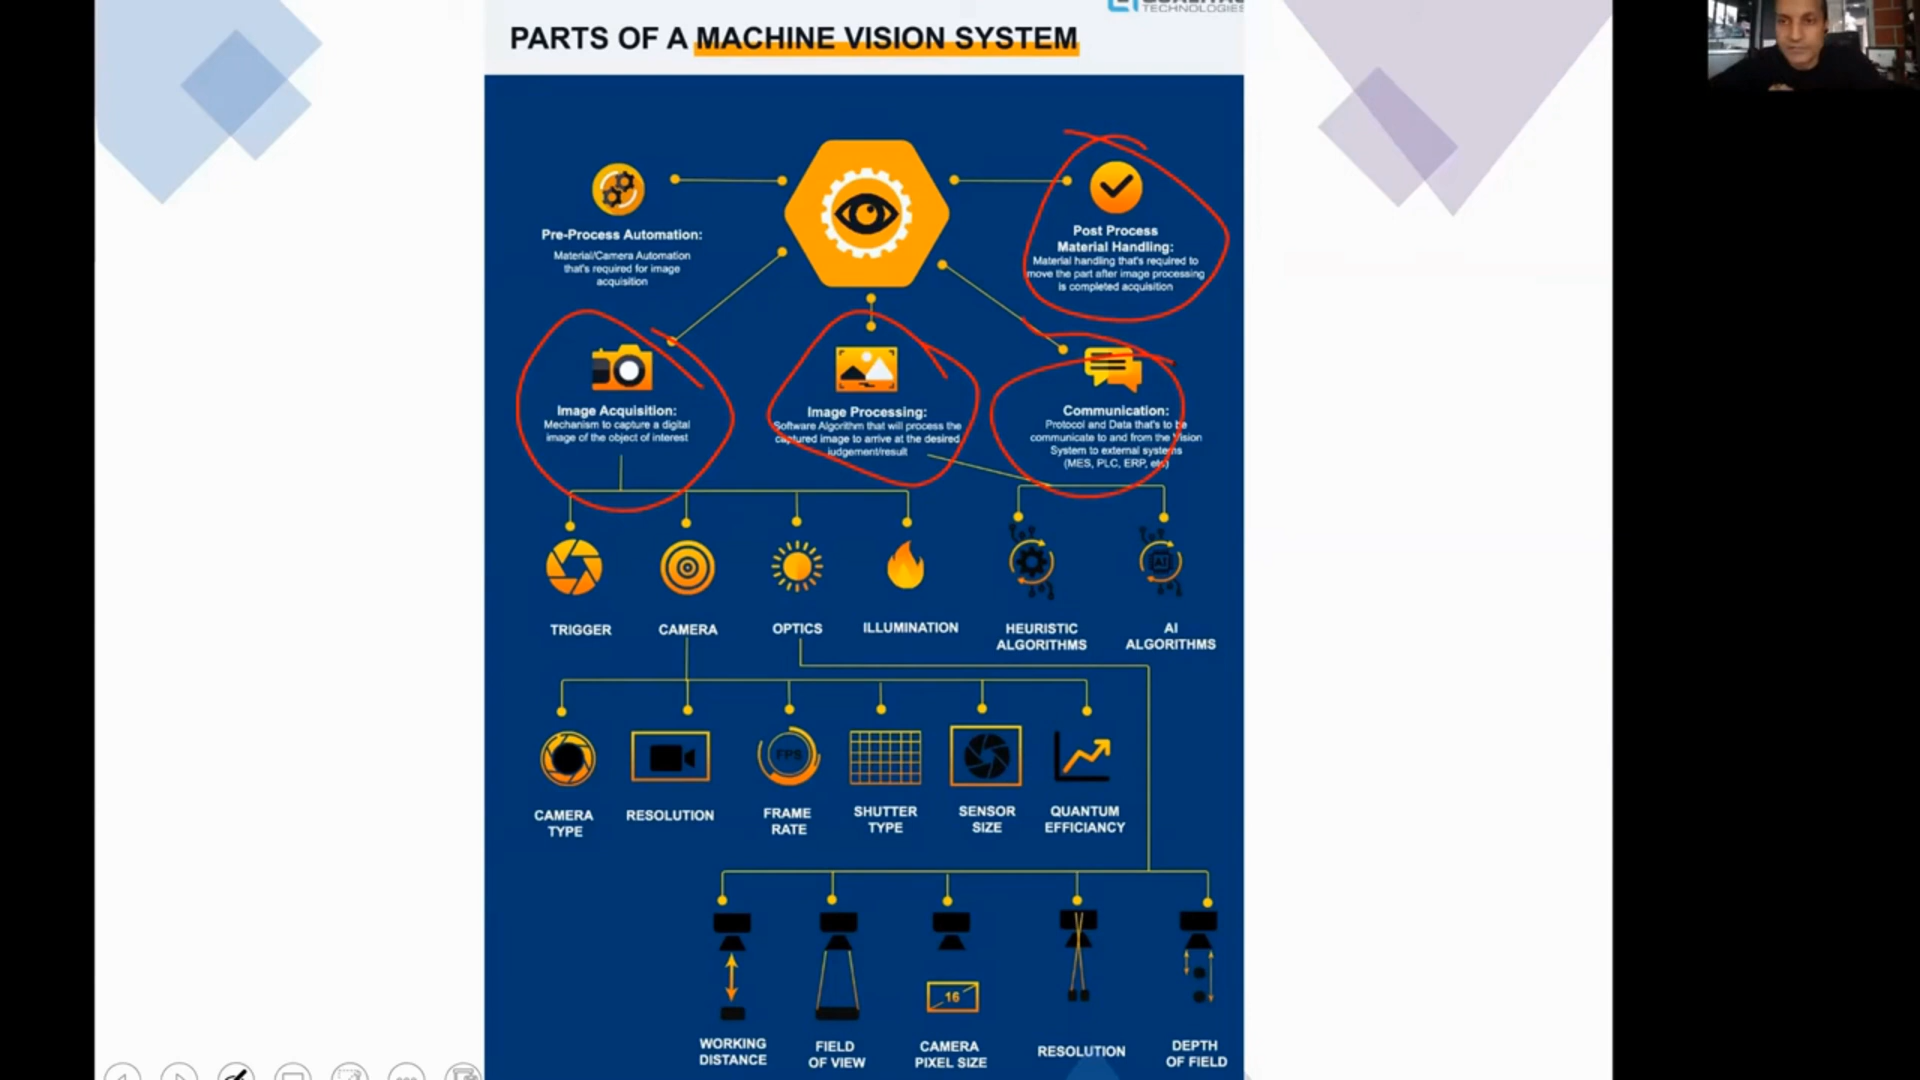 TECHNOLOGIES
PARTS OF A MACHINE VISION SYSTEM
Pre-Process Automation:
Material/Camera Automation
that's required for image
acquisition
Post Process
Material Handling:
Material handling that's required to
move the part after image processing
is completed acquisition
Image Acquisition:
Mechanism to capture a digital
image of the object of interest
Image Processing:
Software Algorithm that will process the
captured image to arrive at the desired
judgement/result
Communication:
Protocol and Data that's to be
communicate to and from the Vision
System to external systems
(MES, PLC, ERP, etc)
AI
TRIGGER
CAMERA
OPTICS
ILLUMINATION
HEURISTIC
ALGORITHMS
AI
ALGORITHMS
FPS
CAMERA
TYPE
RESOLUTION
FRAME
RATE
SHUTTER
TYPE
SENSOR
SIZE
QUANTUM
EFFICIANCY
16
WORKING
DISTANCE
FIELD
OF VIEW
CAMERA
PIXEL SIZE
RESOLUTION
DEPTH
OF FIELD